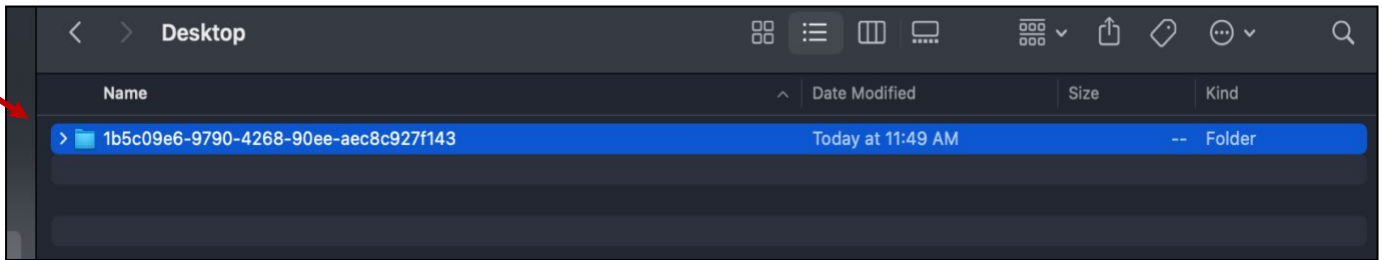 Desktop
Name Date Modified Size Kind
1b5c09e6-9790-4268-90ee-aec8c927f143 Today at 11:49 AM -- Folder